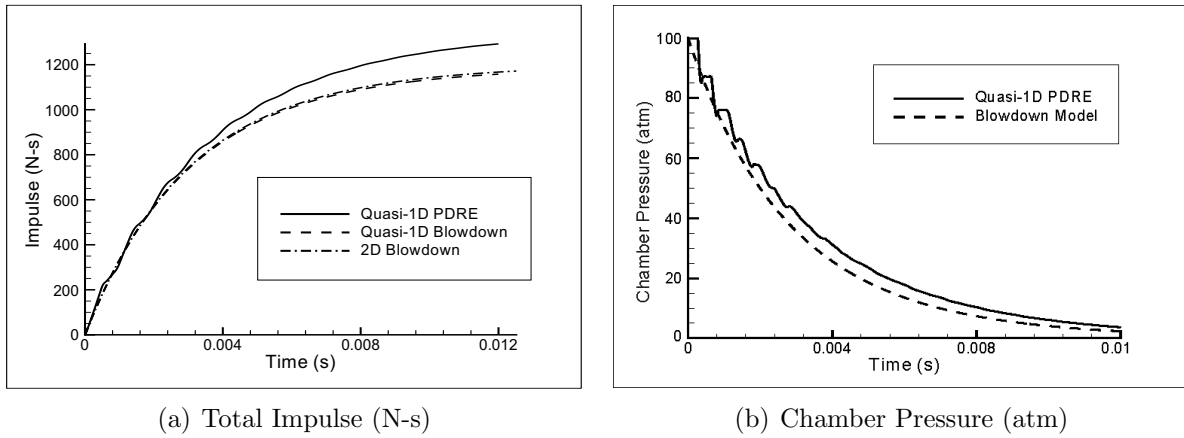 Impulse (N-s)
1200
1000
800
600
400
200
0
0
0.004
0.008
0.012
Time (s)
Quasi-1D PDRE
Quasi-1D Blowdown
2D Blowdown
(a) Total Impulse (N-s)
Chamber Pressure (atm)
100
80
60
40
20
0
0
0.004
0.008
0.01
Time (s)
Quasi-1D PDRE
Blowdown Model
(b) Chamber Pressure (atm)